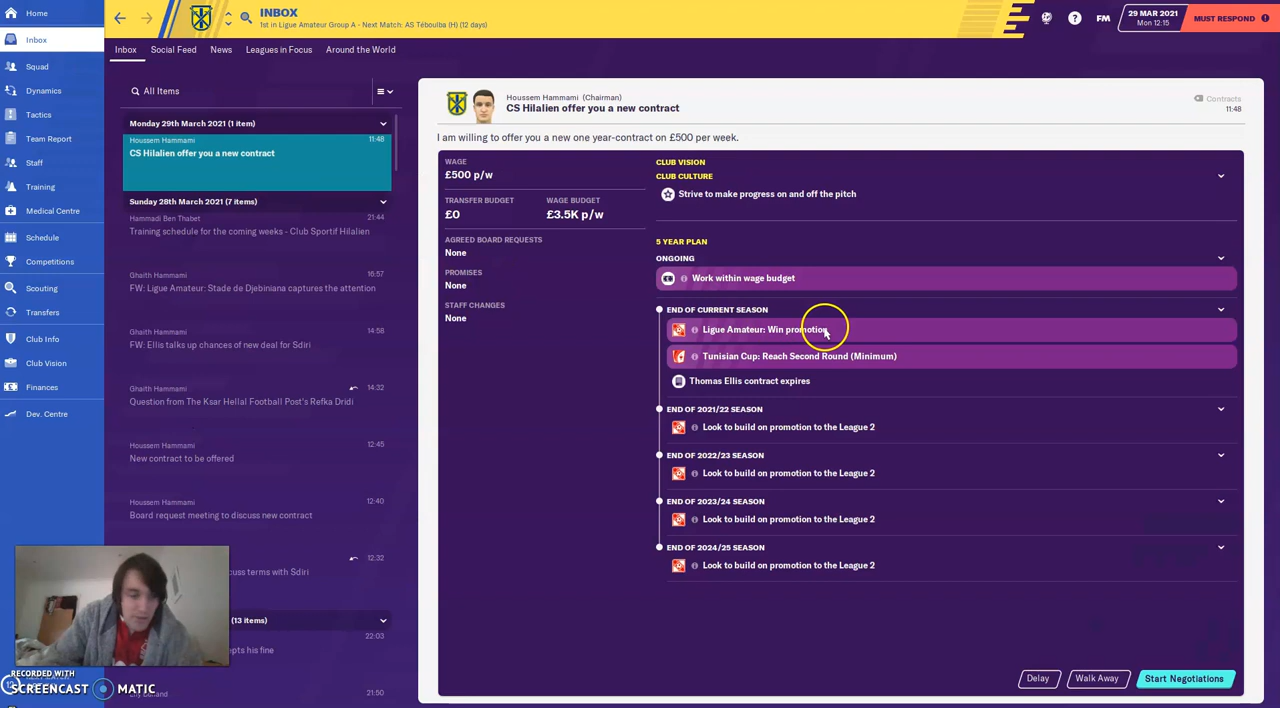 Home
Inbox
Squad
Dynamics
Tactics
Team Report
Staff
Training
Medical Centre
Schedule
Competitions
Scouting
Transfers
Club Info
Club Vision
Finances
Dev. Centre
INBOX
1st in Ligue Amateur Group A - Next Match: AS Téboulba (H) (12 days)
FM
29 MAR 2021
Mon 12:15
MUST RESPOND
Inbox
Social Feed
News
Leagues in Focus
Around the World
All Items
Monday 29th March 2021 (1 item)
Houssem Hammami
11:48
CS Hilalien offer you a new contract
Sunday 28th March 2021 (7 items)
Hammadi Ben Thabet
21:44
Training schedule for the coming weeks - Club Sportif Hilalien
Ghaith Hammami
16:57
FW: Ligue Amateur: Stade de Djebiniana captures the attention
Ghaith Hammami
14:58
FW: Ellis talks up chances of new deal for Sdiri
Ghaith Hammami
14:32
Question from The Ksar Hellal Football Post's Refka Dridi
Houssem Hammami
12:45
New contract to be offered
Houssem Hammami
12:40
Board request meeting to discuss new contract
12:32
cuss terms with Sdiri
(13 items)
22:03
epts his fine
21:50
RECORDED WITH
SCREENCAST MATIC
Houssem Hammami (Chairman)
CS Hilalien offer you a new contract
Contracts
11:48
I am willing to offer you a new one year-contract on £500 per week.
WAGE
£500 p/w
TRANSFER BUDGET
WAGE BUDGET
£0
£3.5K p/w
AGREED BOARD REQUESTS
None
PROMISES
None
STAFF CHANGES
None
CLUB VISION
CLUB CULTURE
Strive to make progress on and off the pitch
5 YEAR PLAN
ONGOING
Work within wage budget
END OF CURRENT SEASON
Ligue Amateur: Win promotion
Tunisian Cup: Reach Second Round (Minimum)
Thomas Ellis contract expires
END OF 2021/22 SEASON
Look to build on promotion to the League 2
END OF 2022/23 SEASON
Look to build on promotion to the League 2
END OF 2023/24 SEASON
Look to build on promotion to the League 2
END OF 2024/25 SEASON
Look to build on promotion to the League 2
Delay
Walk Away
Start Negotiations